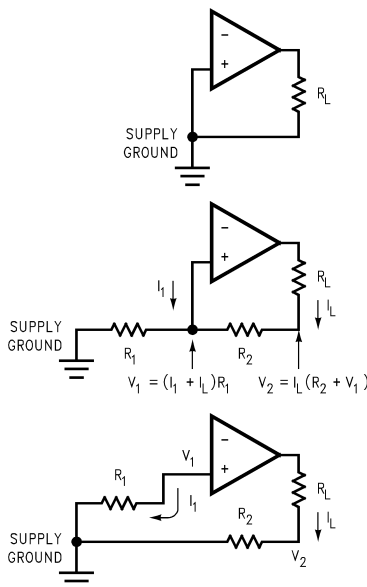 −
+
R_L
SUPPLY
GROUND
−
+
I_1
R_L
I_L
SUPPLY
GROUND
R_1
R_2
V_1 = (I_1 + I_L)R_1
V_2 = I_L(R_2 + V_1)
−
+
V_1
R_1
I_1
R_L
R_2
I_L
SUPPLY
GROUND
V_2